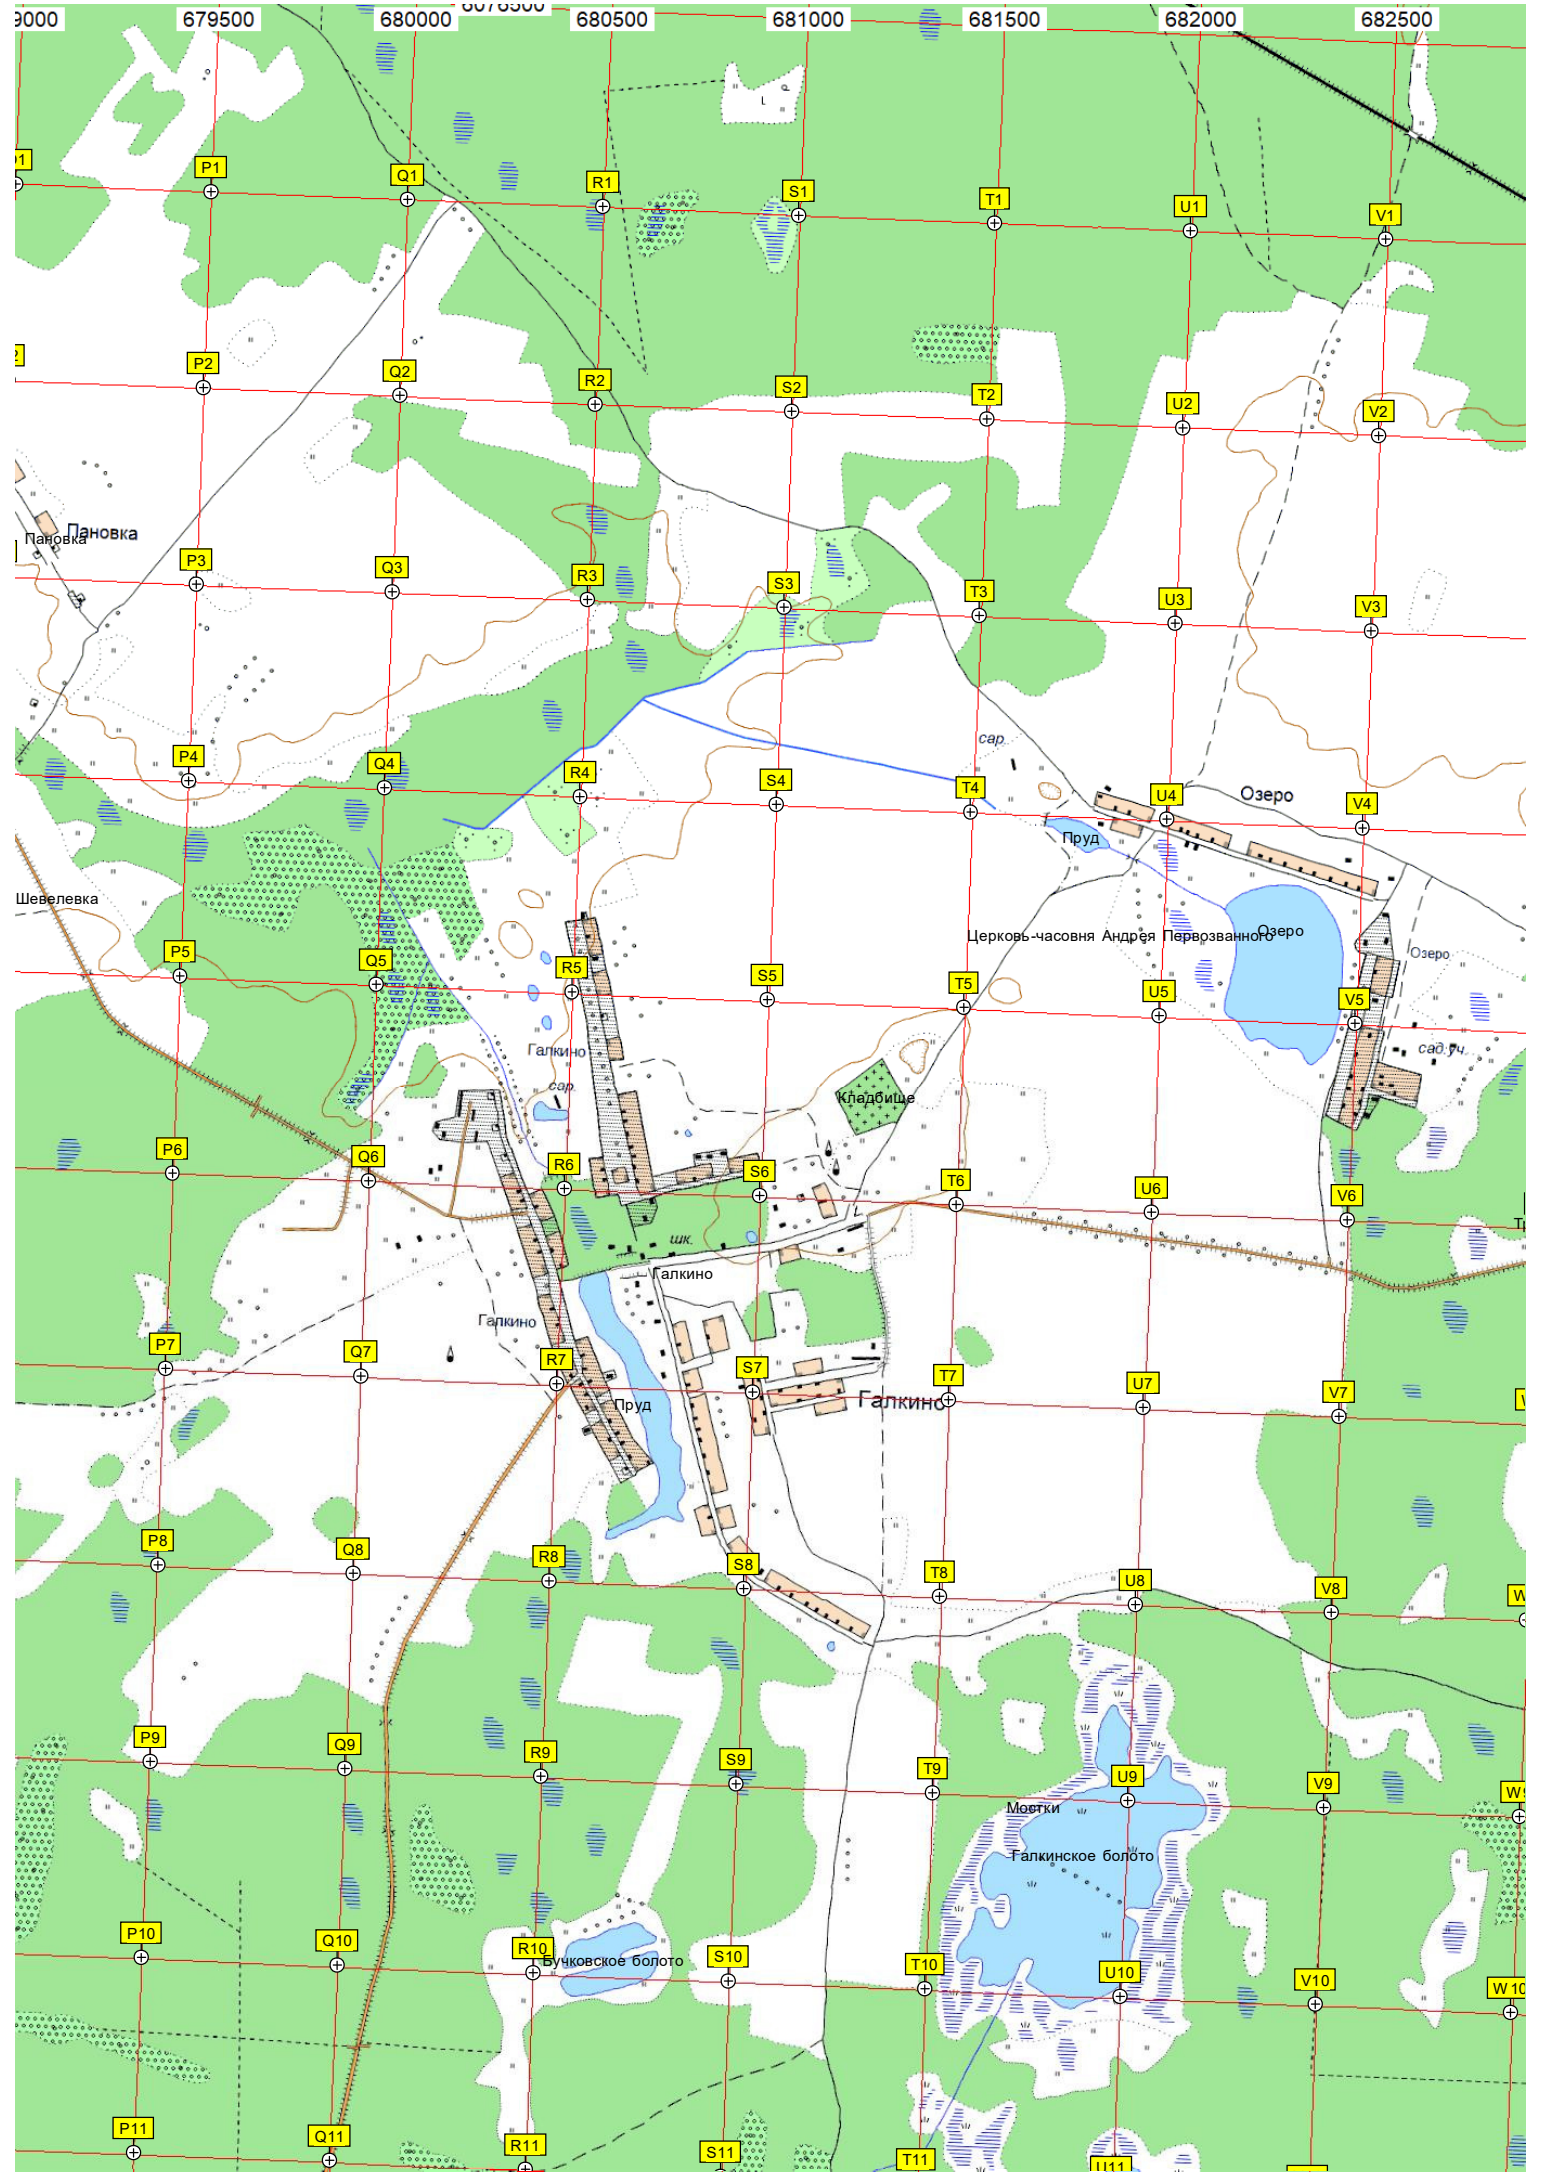 9000 679500 680000 6076500 680500 681000 681500 682000 682500
P1 Q1 R1 S1 T1 U1 V1
P2 Q2 R2 S2 T2 U2 V2
Пановка
Пановка
P3 Q3 R3 S3 T3 U3 V3
сар.
P4 Q4 R4 S4 T4 U4 Озеро V4
Пруд
Шевелевка
Церковь-часовня Андрея Первозванного Озеро
Озеро
P5 Q5 R5 S5 T5 U5 V5
Галкино
сад.уч.
сар.
Кладбище
P6 Q6 R6 S6 T6 U6 V6
шк.
Галкино
Галкино
P7 Q7 R7 S7 T7 U7 V7
Пруд
Галкино
P8 Q8 R8 S8 T8 U8 V8
P9 Q9 R9 S9 T9 U9 V9 W9
Мостки
Галкинское болото
P10 Q10 R10 S10 T10 U10 V10 W10
Бучковское болото
P11 Q11 R11 S11 T11 U11